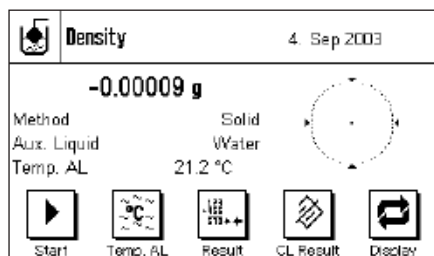 Density 4. Sep 2003
-0.00009 g
Method Solid
Aux. Liquid Water
Temp. AL 21.2 °C
°C
Start Temp. AL Result CL Result Display